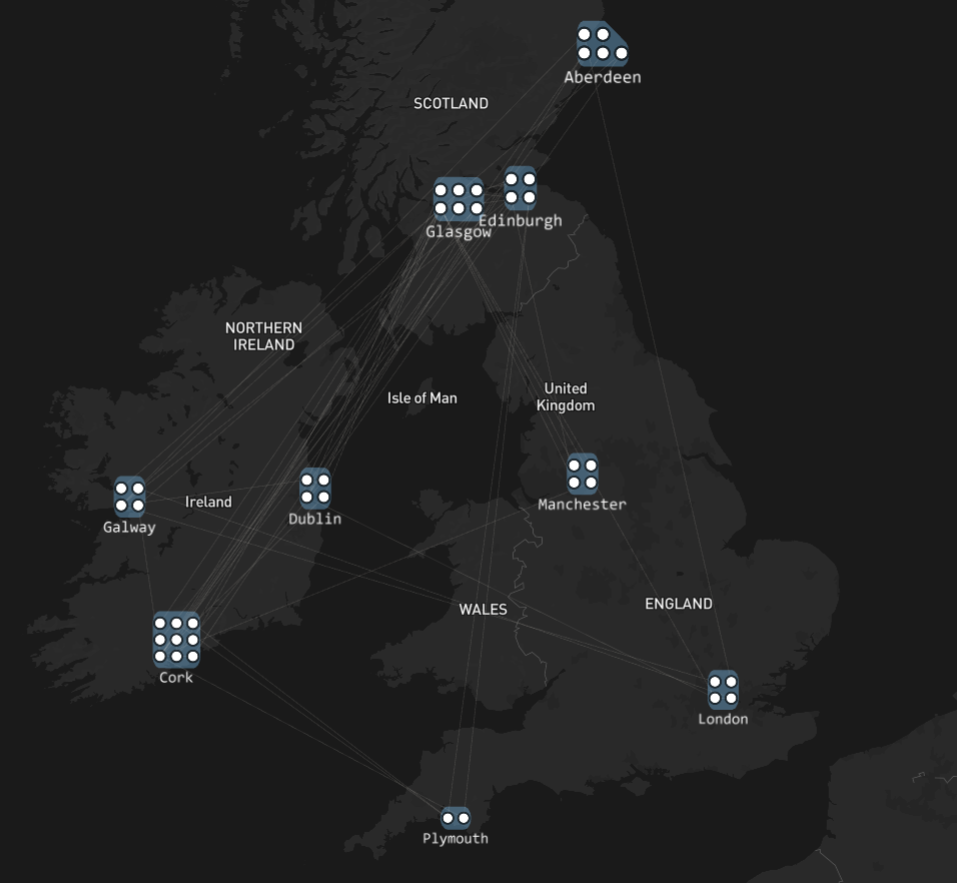 Aberdeen
SCOTLAND
Edinburgh
Glasgow
NORTHERN
IRELAND
Isle of Man
United
Kingdom
Ireland
Manchester
Dublin
Galway
WALES
ENGLAND
Cork
London
Plymouth